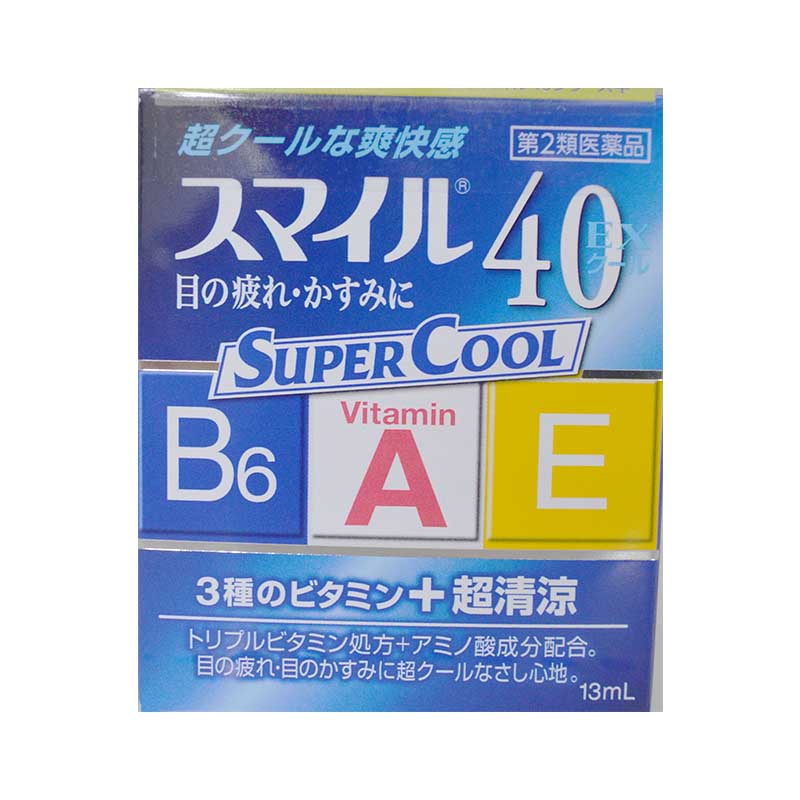 超クールな爽快感
第2類医薬品
スマイル® 40 EX クール
目の疲れ・かすみに
SUPER COOL
B6
Vitamin A
E
3種のビタミン+超清涼
トリプルビタミン処方+アミノ酸成分配合。
目の疲れ・目のかすみに超クールなさし心地。
13mL